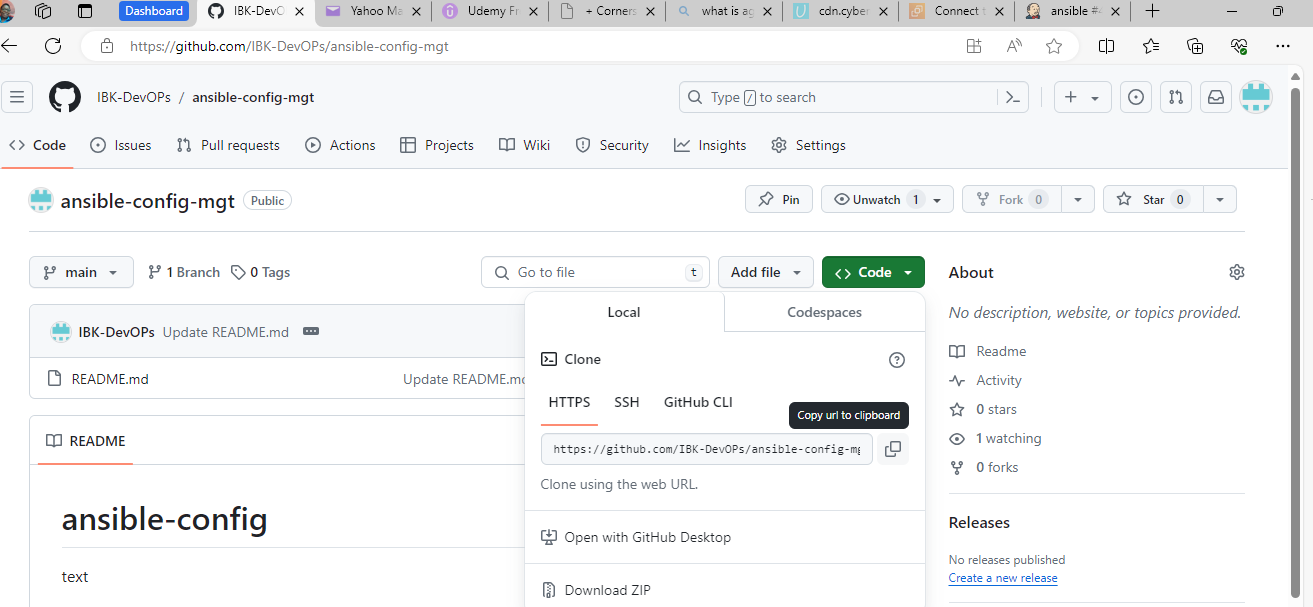 Dashboard
IBK-DevO
Yahoo Ma
Udemy Fr
+ Corners
what is ag
cdn.cyber
Connect t
ansible #4
https://github.com/IBK-DevOPs/ansible-config-mgt
IBK-DevOPs / ansible-config-mgt
Type / to search
Code
Issues
Pull requests
Actions
Projects
Wiki
Security
Insights
Settings
ansible-config-mgt Public
Pin
Unwatch 1
Fork 0
Star 0
main
1 Branch
0 Tags
Go to file t
Add file
Code
IBK-DevOPs Update README.md
README.md Update README.md
README
ansible-config
text
Local
Codespaces
Clone
HTTPS SSH GitHub CLI
Copy url to clipboard
https://github.com/IBK-DevOPs/ansible-config-mg
Clone using the web URL.
Open with GitHub Desktop
Download ZIP
About
No description, website, or topics provided.
Readme
Activity
0 stars
1 watching
0 forks
Releases
No releases published
Create a new release